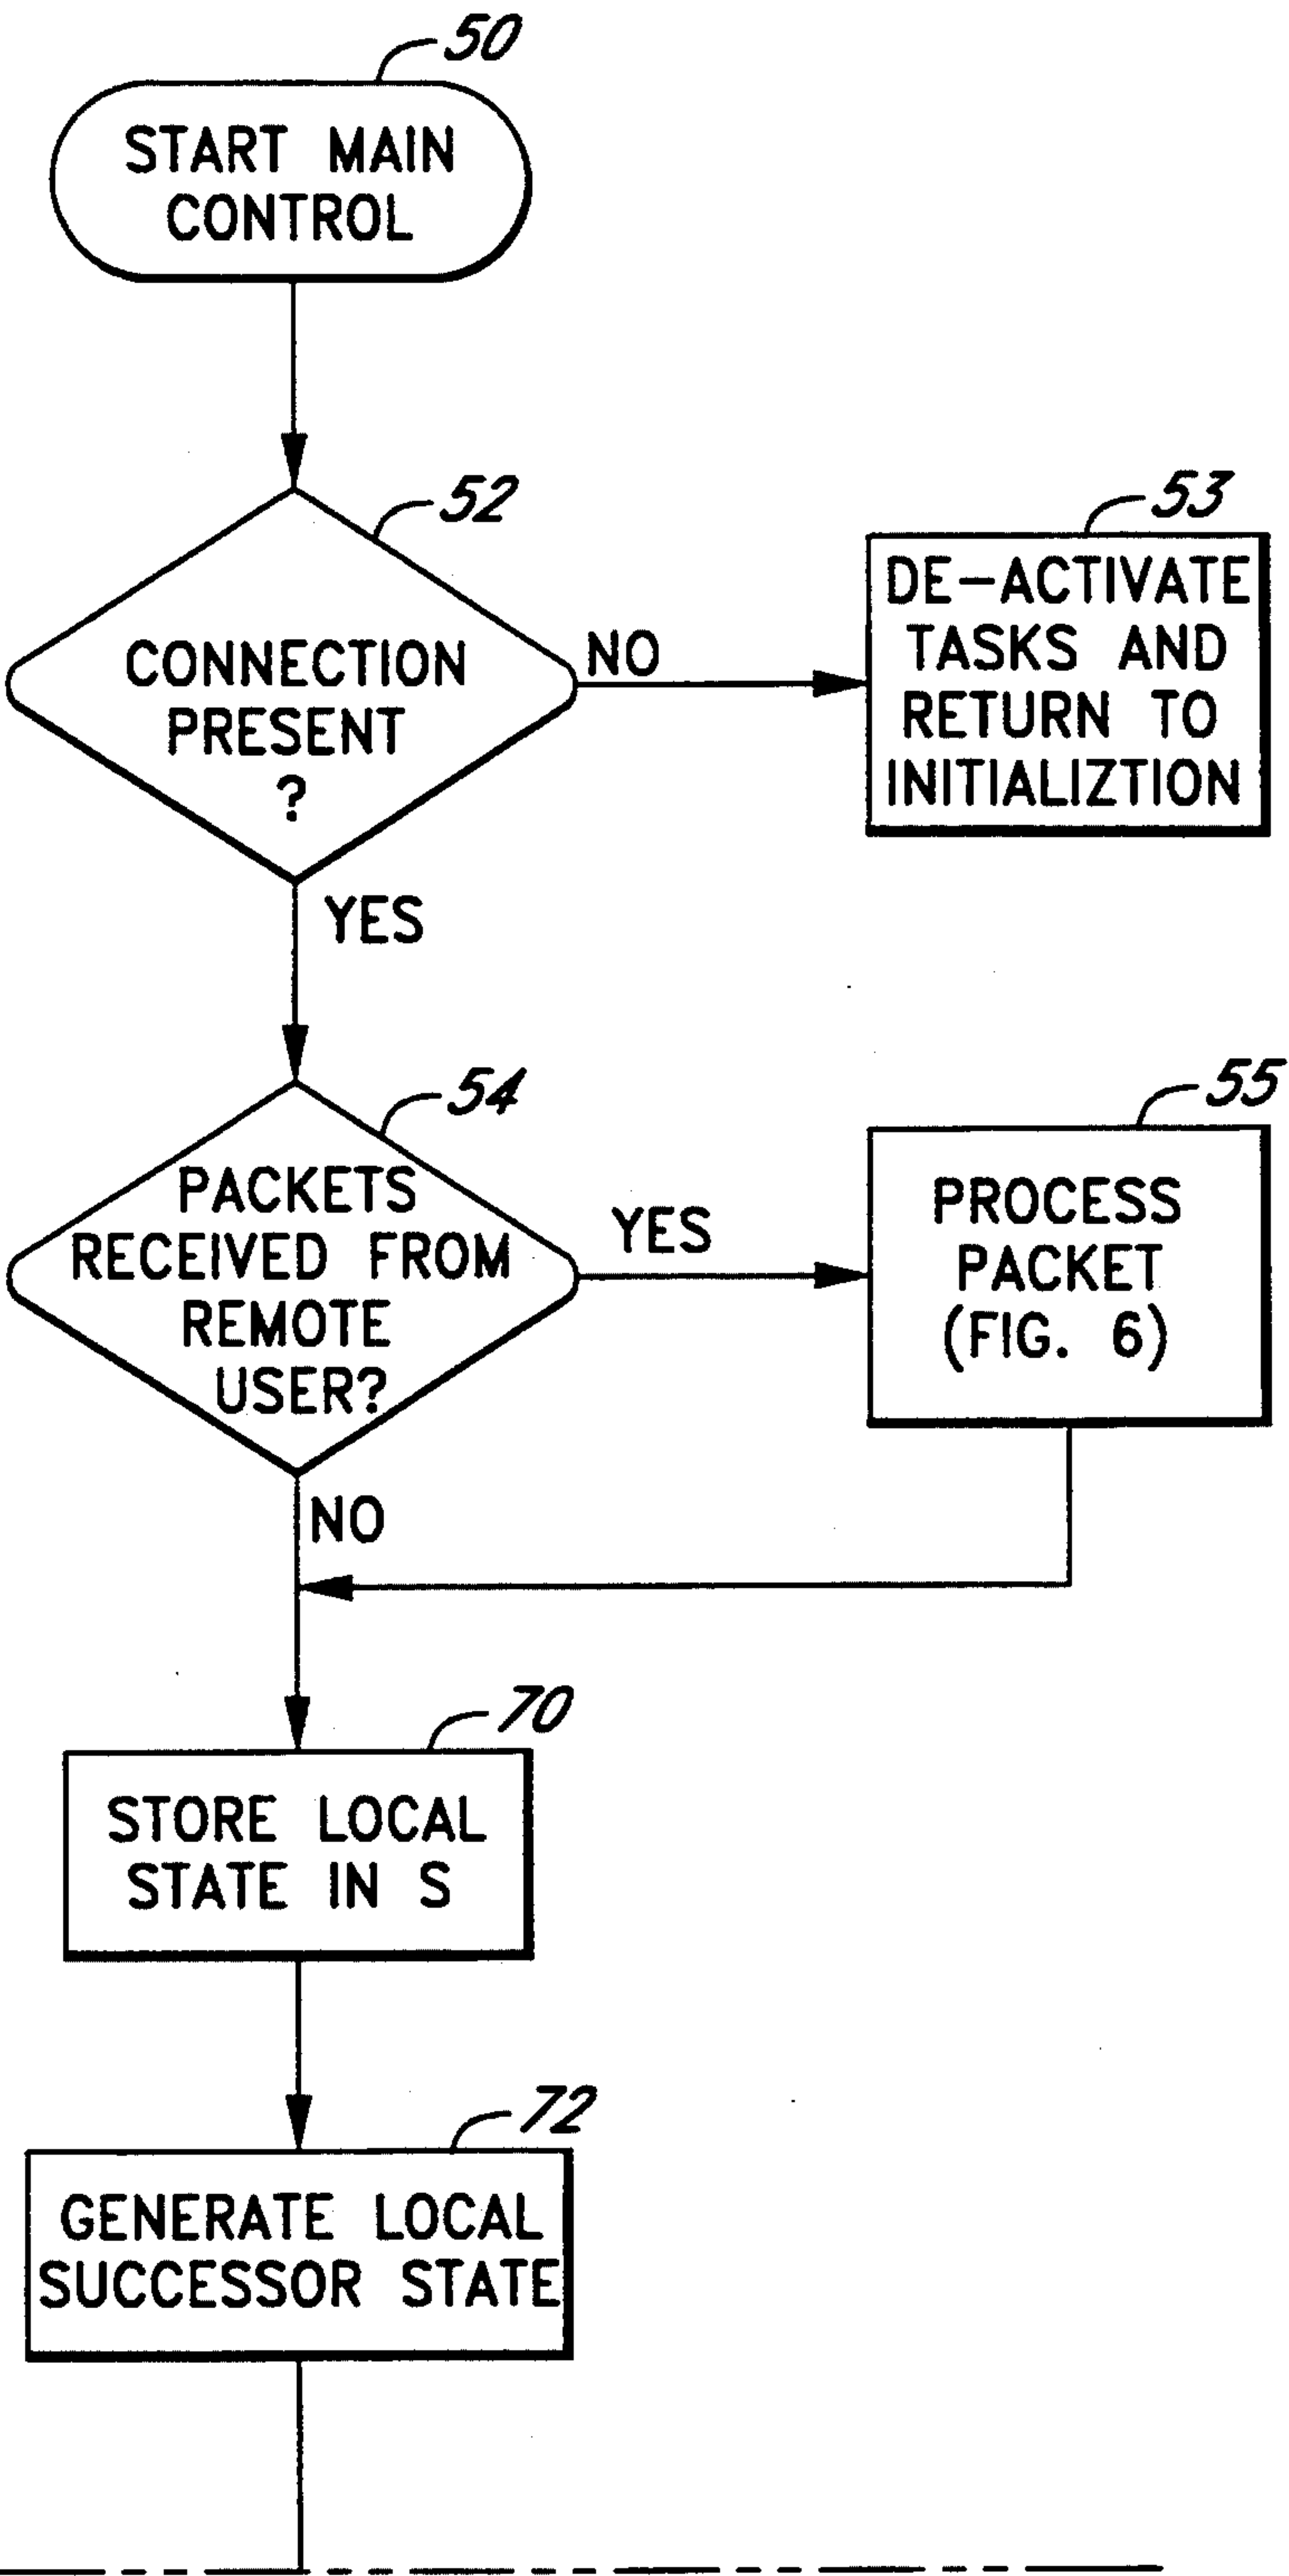 50
START MAIN
CONTROL
52
CONNECTION
PRESENT
?
NO
53
DE-ACTIVATE
TASKS AND
RETURN TO
INITIALIZTION
YES
54
PACKETS
RECEIVED FROM
REMOTE
USER?
YES
55
PROCESS
PACKET
(FIG. 6)
NO
70
STORE LOCAL
STATE IN S
72
GENERATE LOCAL
SUCCESSOR STATE